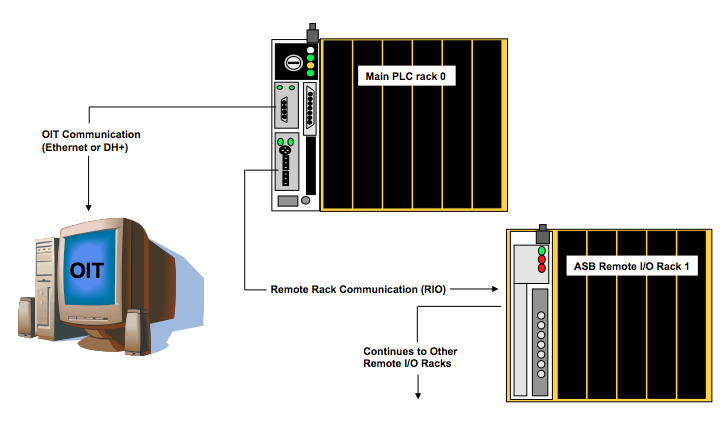 Main PLC rack 0
OIT Communication
(Ethernet or DH+)
OIT
ASB Remote I/O Rack 1
Remote Rack Communication (RIO)
Continues to Other
Remote I/O Racks